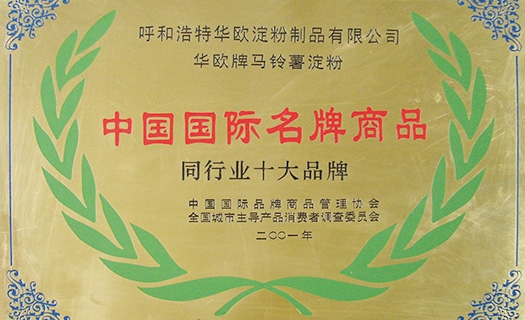 呼和浩特华欧淀粉制品有限公司
华欧牌马铃薯淀粉
中国国际名牌商品
同行业十大品牌
中国国际品牌商品管理协会
全国城市主导产品消费者调查委员会
二〇〇一年